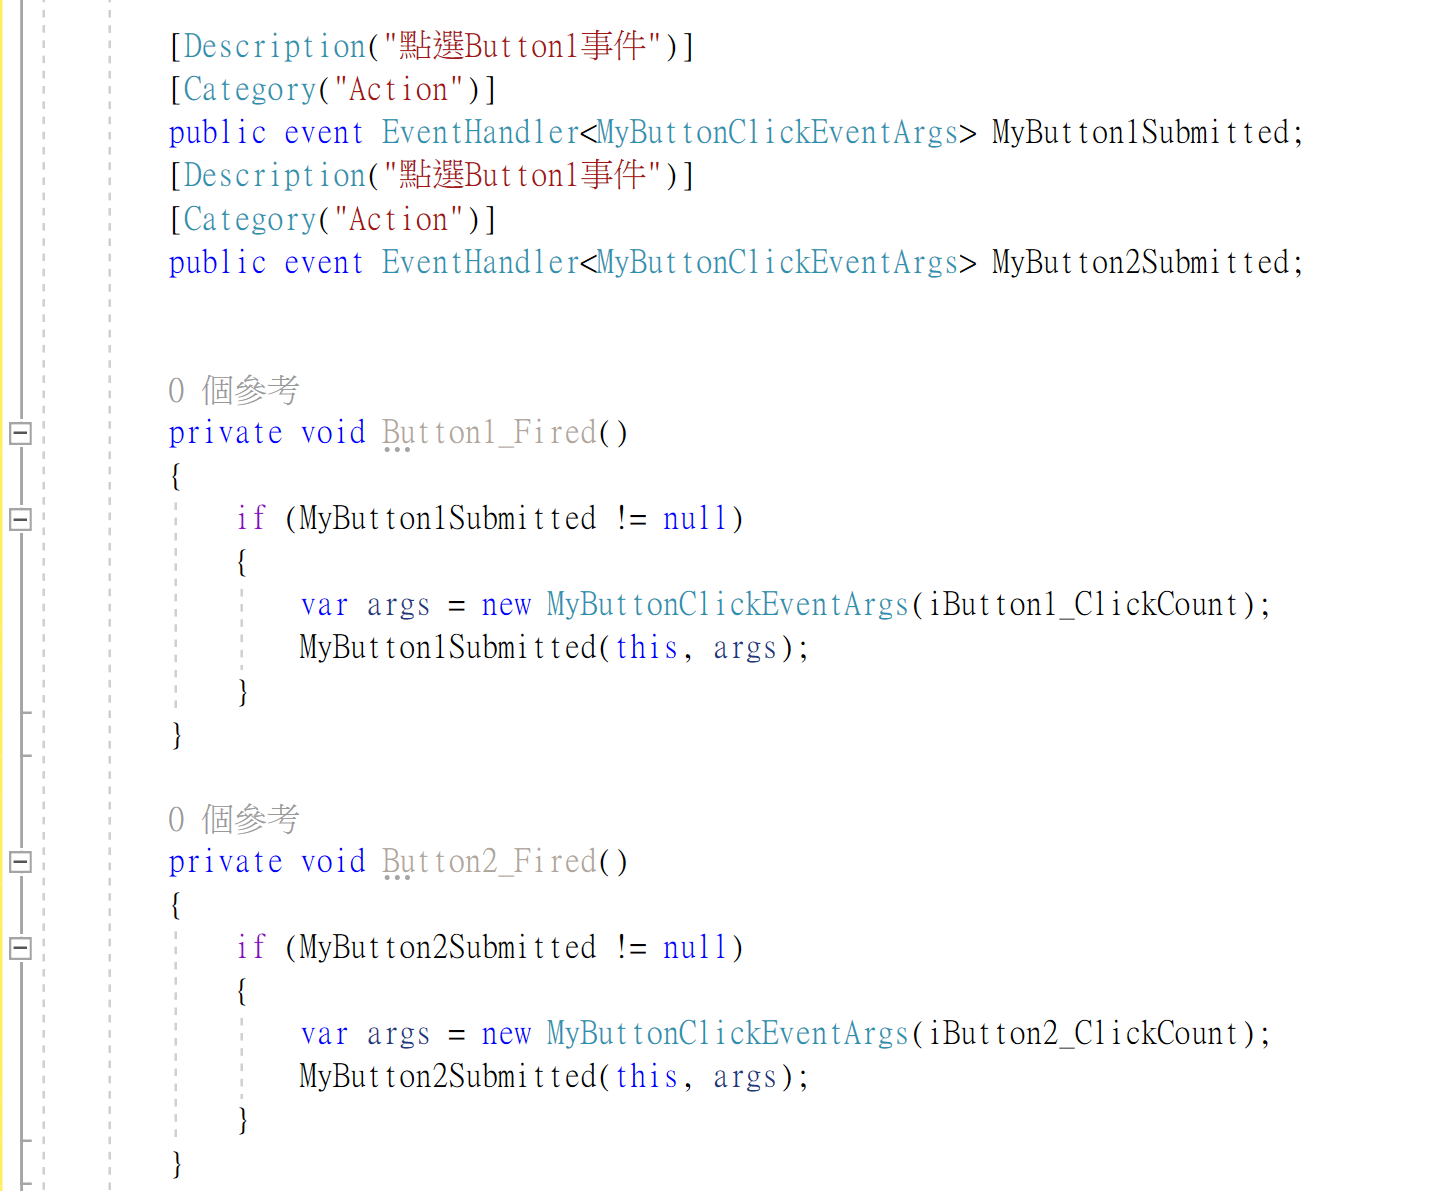 [Description("點選Button1事件")]
[Category("Action")]
public event EventHandler<MyButtonClickEventArgs> MyButton1Submitted;
[Description("點選Button1事件")]
[Category("Action")]
public event EventHandler<MyButtonClickEventArgs> MyButton2Submitted;
0 個參考
private void Button1_Fired()
{
if (MyButton1Submitted != null)
{
var args = new MyButtonClickEventArgs(iButton1_ClickCount);
MyButton1Submitted(this, args);
}
}
0 個參考
private void Button2_Fired()
{
if (MyButton2Submitted != null)
{
var args = new MyButtonClickEventArgs(iButton2_ClickCount);
MyButton2Submitted(this, args);
}
}